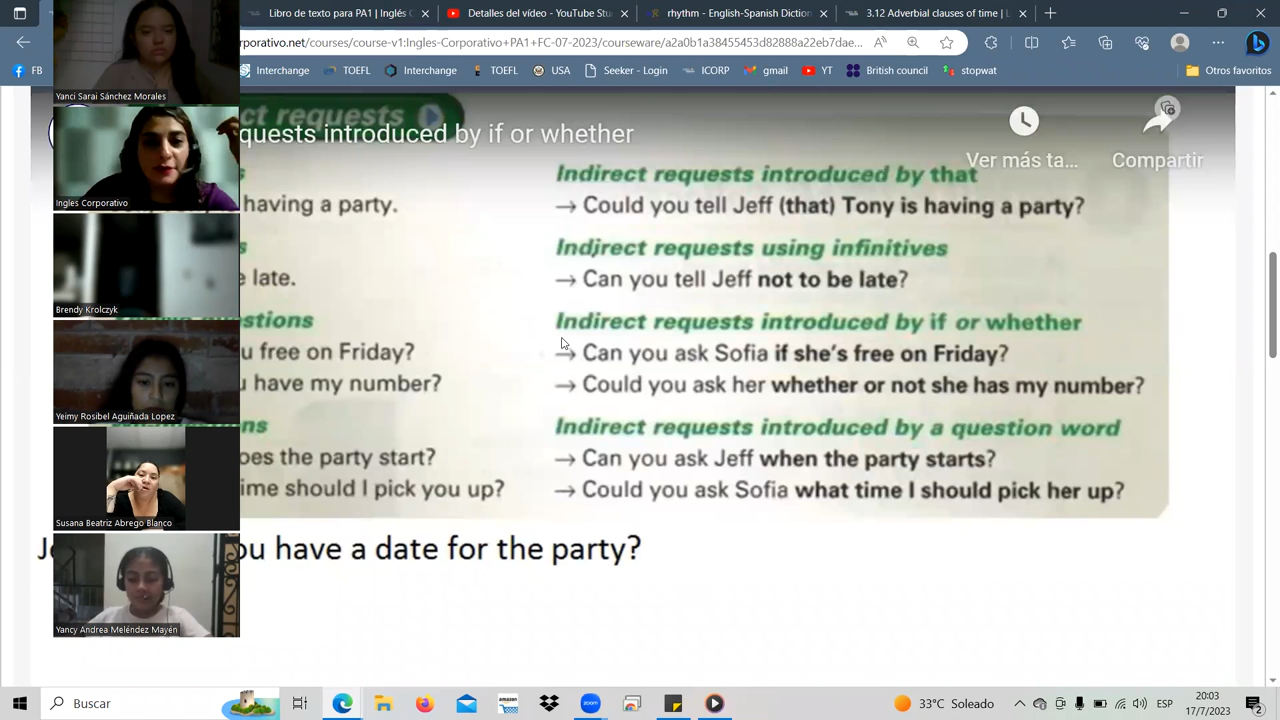 Libro de texto para PA1 | Inglés C
Detalles del vídeo - YouTube Stu
rhythm - English-Spanish Diction
3.12 Adverbial clauses of time | L
rporativo.net/courses/course-v1:Ingles-Corporativo+PA1+FC-07-2023/courseware/a2a0b1a38455453d82888a22eb7dae...
FB
Interchange
TOEFL
Interchange
TOEFL
USA
Seeker - Login
ICORP
gmail
YT
British council
stopwat
Otros favoritos
Yanci Sarai Sánchez Morales
ct requests
quests introduced by if or whether
Ver más ta...
Compartir
Indirect requests introduced by that
having a party.
→ Could you tell Jeff (that) Tony is having a party?
Ingles Corporativo
Indirect requests using infinitives
e late.
→ Can you tell Jeff not to be late?
Brendy Krolczyk
estions
Indirect requests introduced by if or whether
u free on Friday?
→ Can you ask Sofia if she's free on Friday?
u have my number?
→ Could you ask her whether or not she has my number?
Yeimy Rosibel Aguiñada Lopez
ns
Indirect requests introduced by a question word
oes the party start?
→ Can you ask Jeff when the party starts?
ime should I pick you up?
→ Could you ask Sofia what time I should pick her up?
Susana Beatriz Abrego Blanco
ou have a date for the party?
Yancy Andrea Meléndez Mayén
Buscar
amazon
zoom
33°C Soleado
ESP
20:03
17/7/2023
2